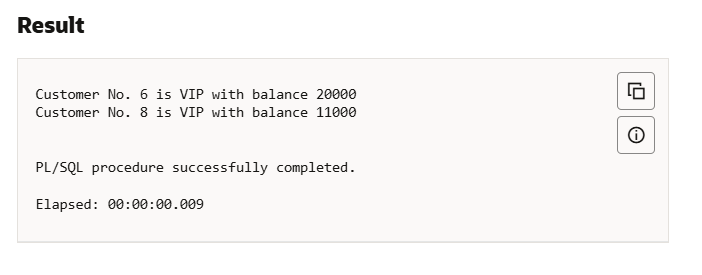 Result
Customer No. 6 is VIP with balance 20000
Customer No. 8 is VIP with balance 11000
PL/SQL procedure successfully completed.
Elapsed: 00:00:00.009